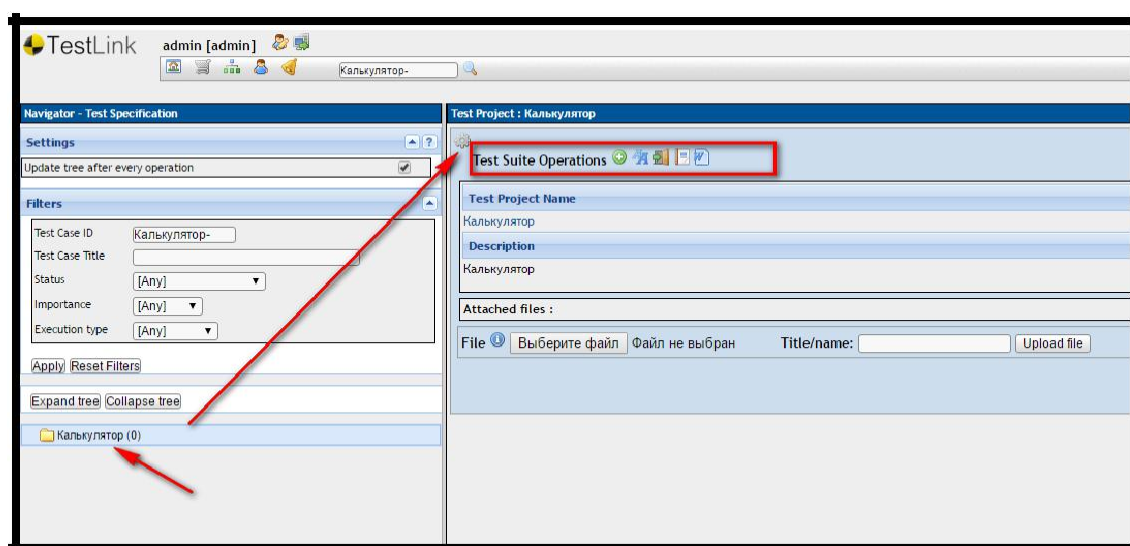 TestLink admin [admin]
Калькулятор-
Navigator - Test Specification
Settings
?
Update tree after every operation
Filters
Test Case ID Калькулятор-
Test Case Title
Status [Any]
Importance [Any]
Execution type [Any]
Apply Reset Filters
Expand tree Collapse tree
Калькулятор (0)
Test Project : Калькулятор
Test Suite Operations
Test Project Name
Калькулятор
Description
Калькулятор
Attached files :
File Выберите файл Файл не выбран Title/name: Upload file